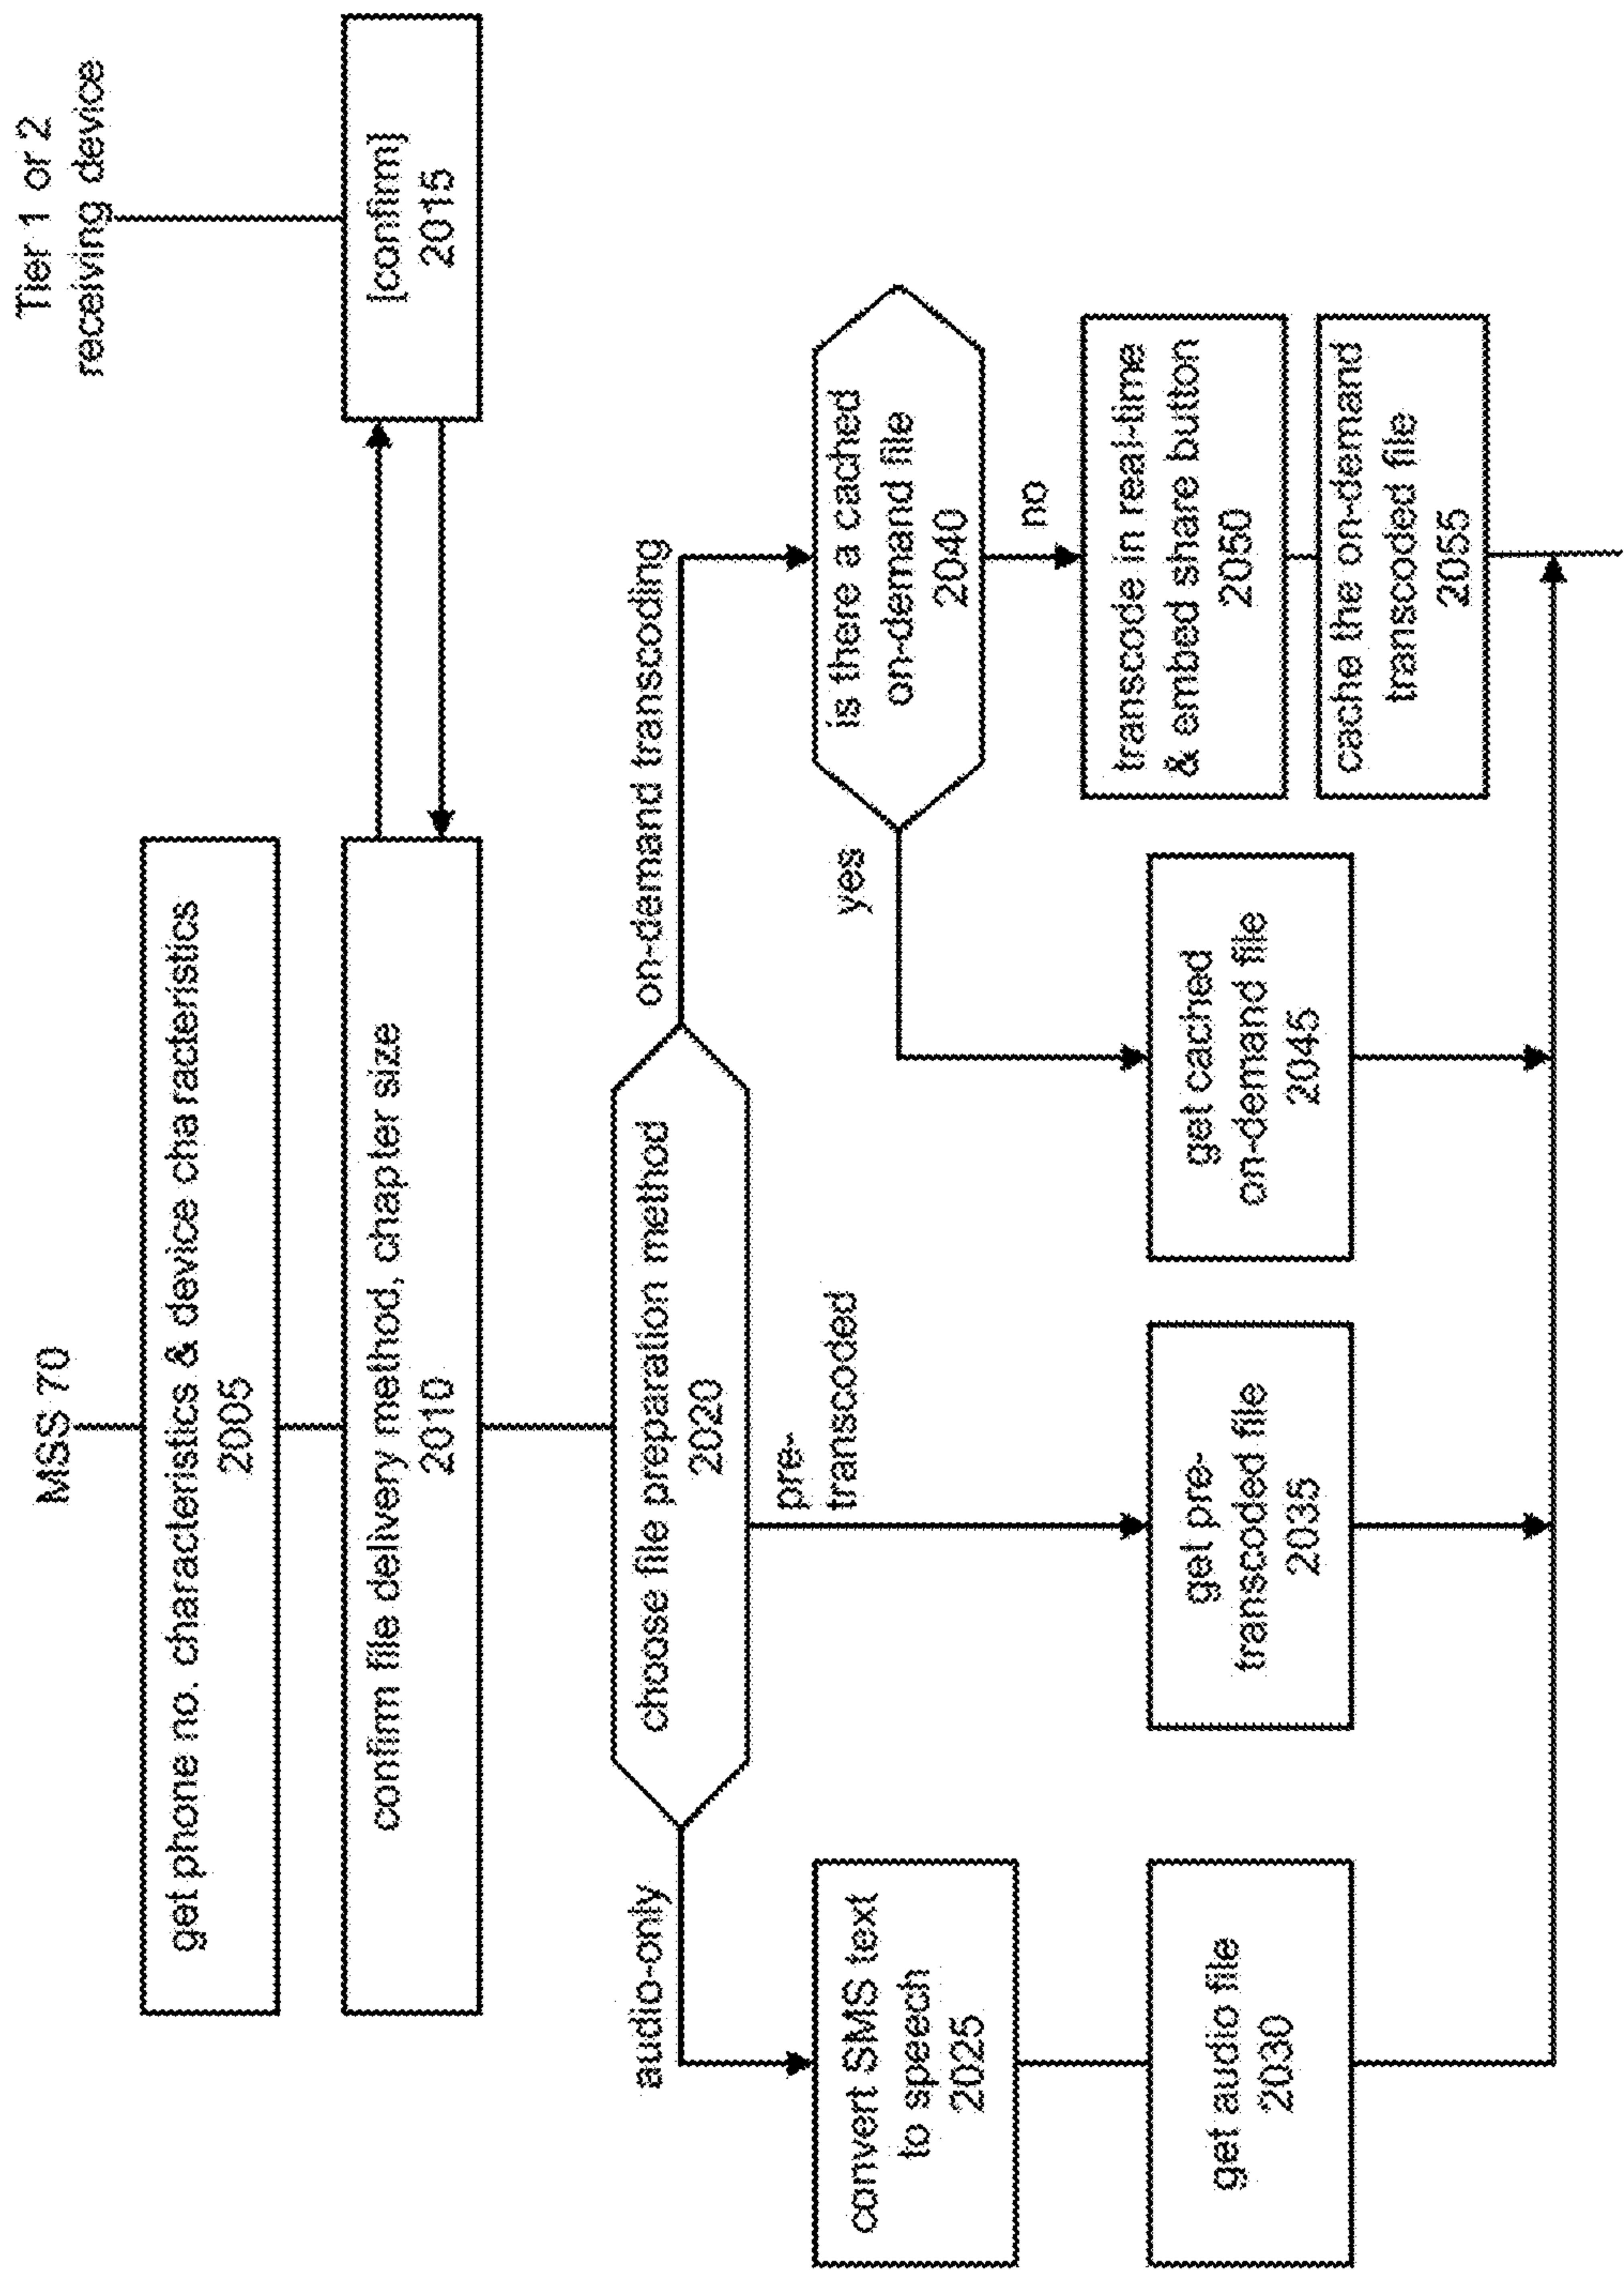 MSS 70
Tier 1 or 2
receiving device
get phone no. characteristics & device characteristics
2005
confirm file delivery method, chapter size
2010
[confirm]
2015
choose file preparation method
2020
audio-only
pre-
transcoded
on-demand transcoding
convert SMS text
to speech
2025
is there a cached
on-demand file
2040
yes
no
get audio file
2030
get pre-
transcoded file
2035
get cached
on-demand file
2045
transcode in real-time
& embed share button
2050
cache the on-demand
transcoded file
2055